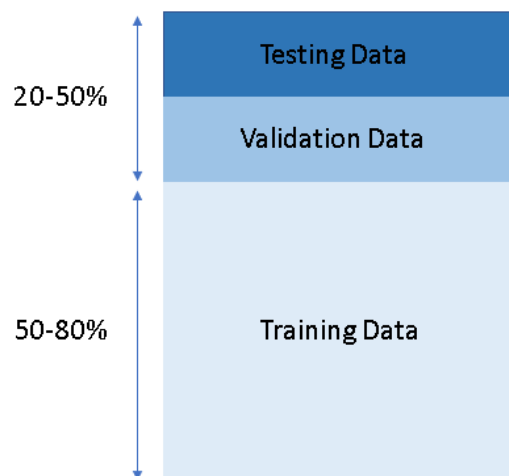 Testing Data
20-50%
Validation Data
50-80%
Training Data